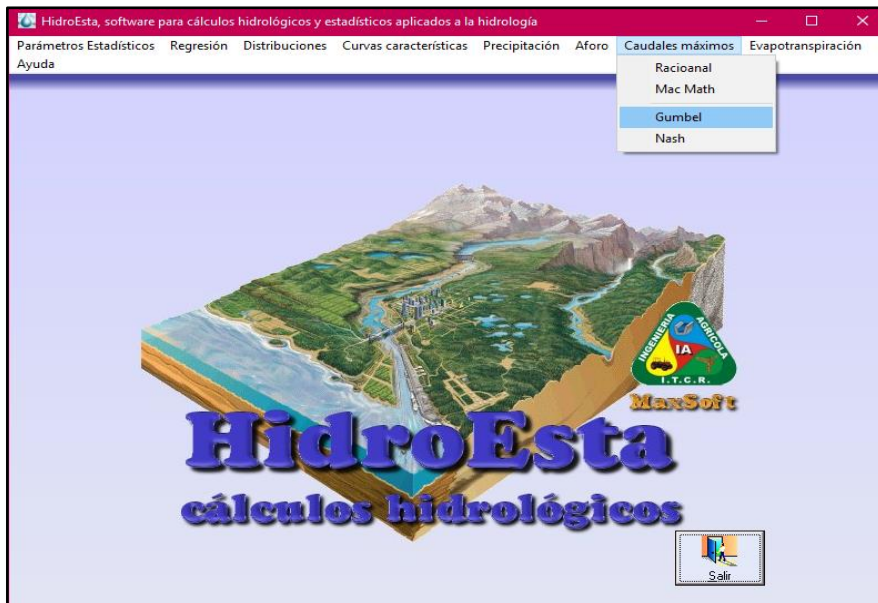 HidroEsta, software para cálculos hidrológicos y estadísticos aplicados a la hidrología
Parámetros Estadísticos Regresión Distribuciones Curvas características Precipitación Aforo Caudales máximos Evapotranspiración
Ayuda
Racioanal
Mac Math
Gumbel
Nash
INGENIERIA AGRICOLA
IA
I.T.C.R.
MaxSoft
HidroEsta
cálculos hidrológicos
Salir